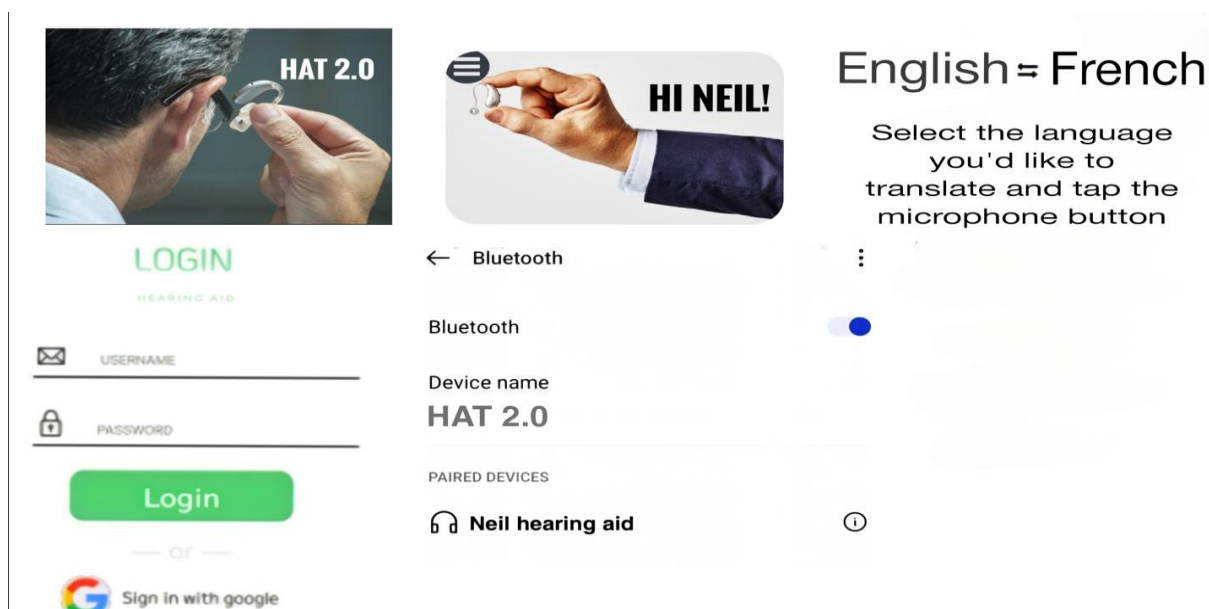 HAT 2.0
LOGIN
HEARING AID
USERNAME
PASSWORD
Login
or
Sign in with google
HI NEIL!
Bluetooth
Bluetooth
Device name
HAT 2.0
PAIRED DEVICES
Neil hearing aid
English French
Select the language
you'd like to
translate and tap the
microphone button